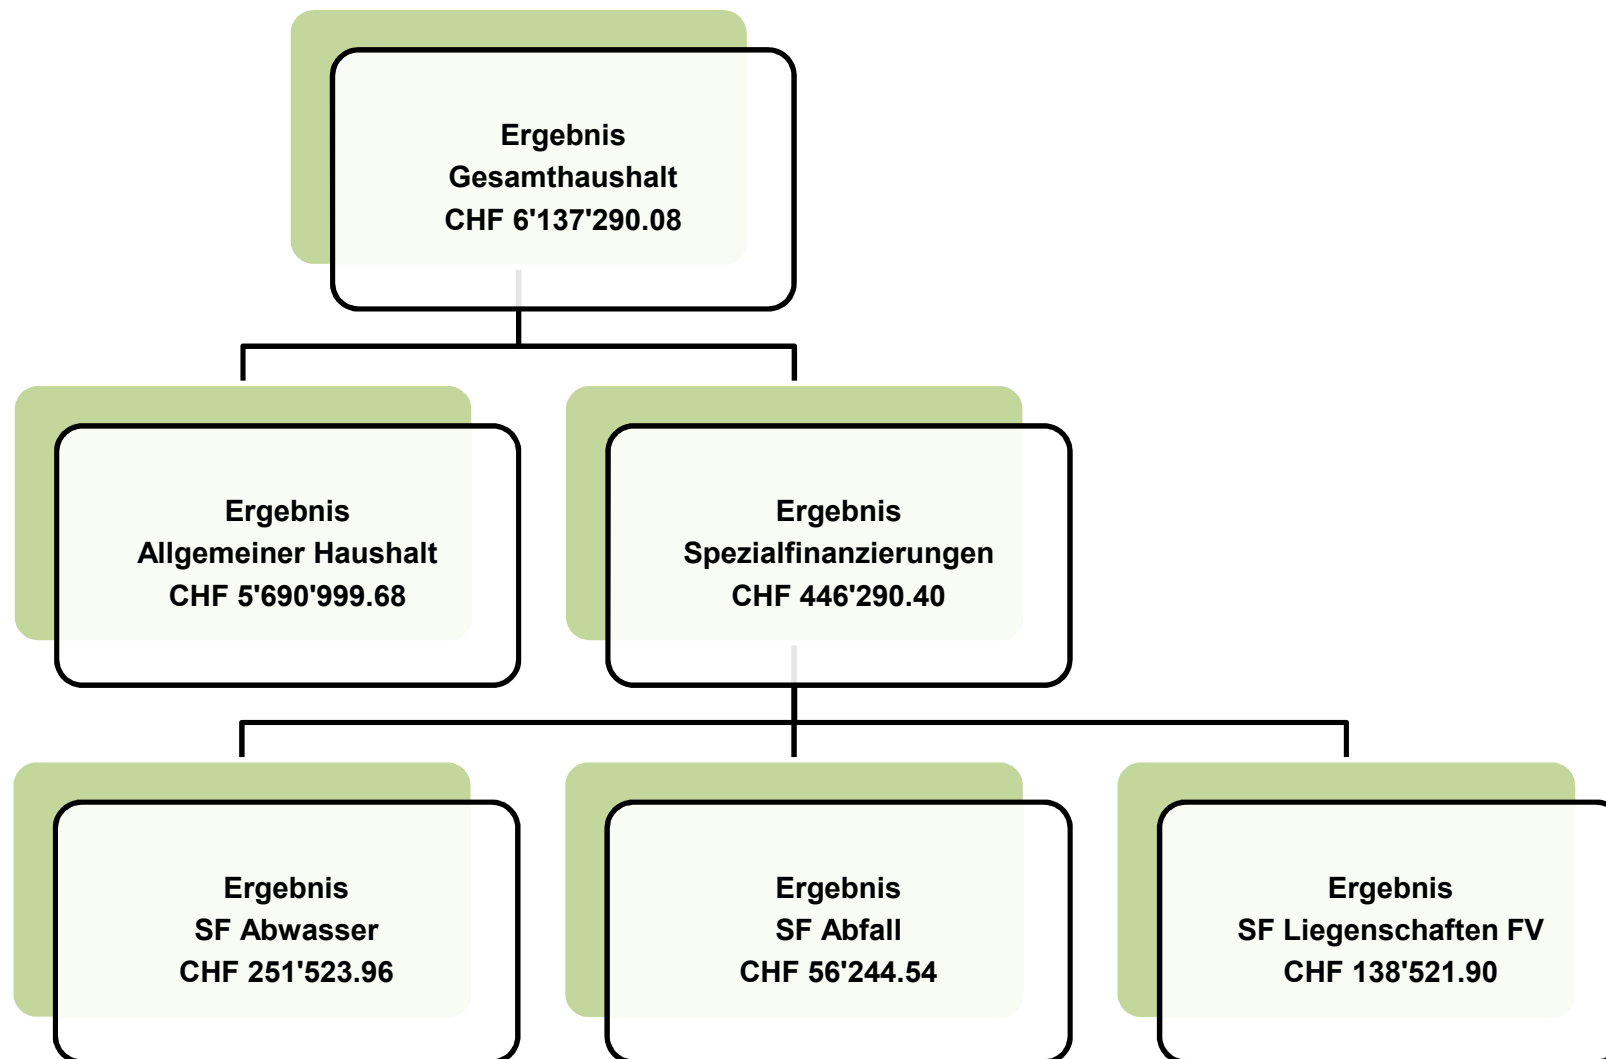 Ergebnis
Gesamthaushalt
CHF 6'137'290.08
Ergebnis
Allgemeiner Haushalt
CHF 5'690'999.68
Ergebnis
Spezialfinanzierungen
CHF 446'290.40
Ergebnis
SF Abwasser
CHF 251'523.96
Ergebnis
SF Abfall
CHF 56'244.54
Ergebnis
SF Liegenschaften FV
CHF 138'521.90